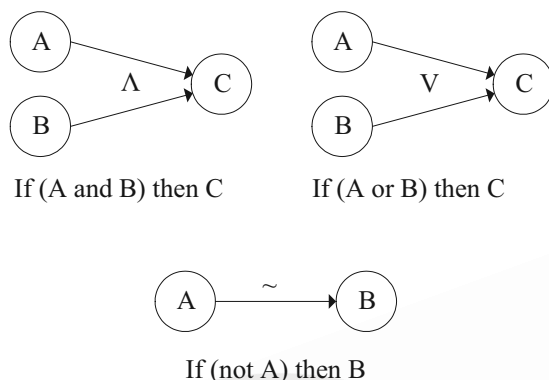 A A
Λ C V C
B B
If (A and B) then C If (A or B) then C
~
A B
If (not A) then B